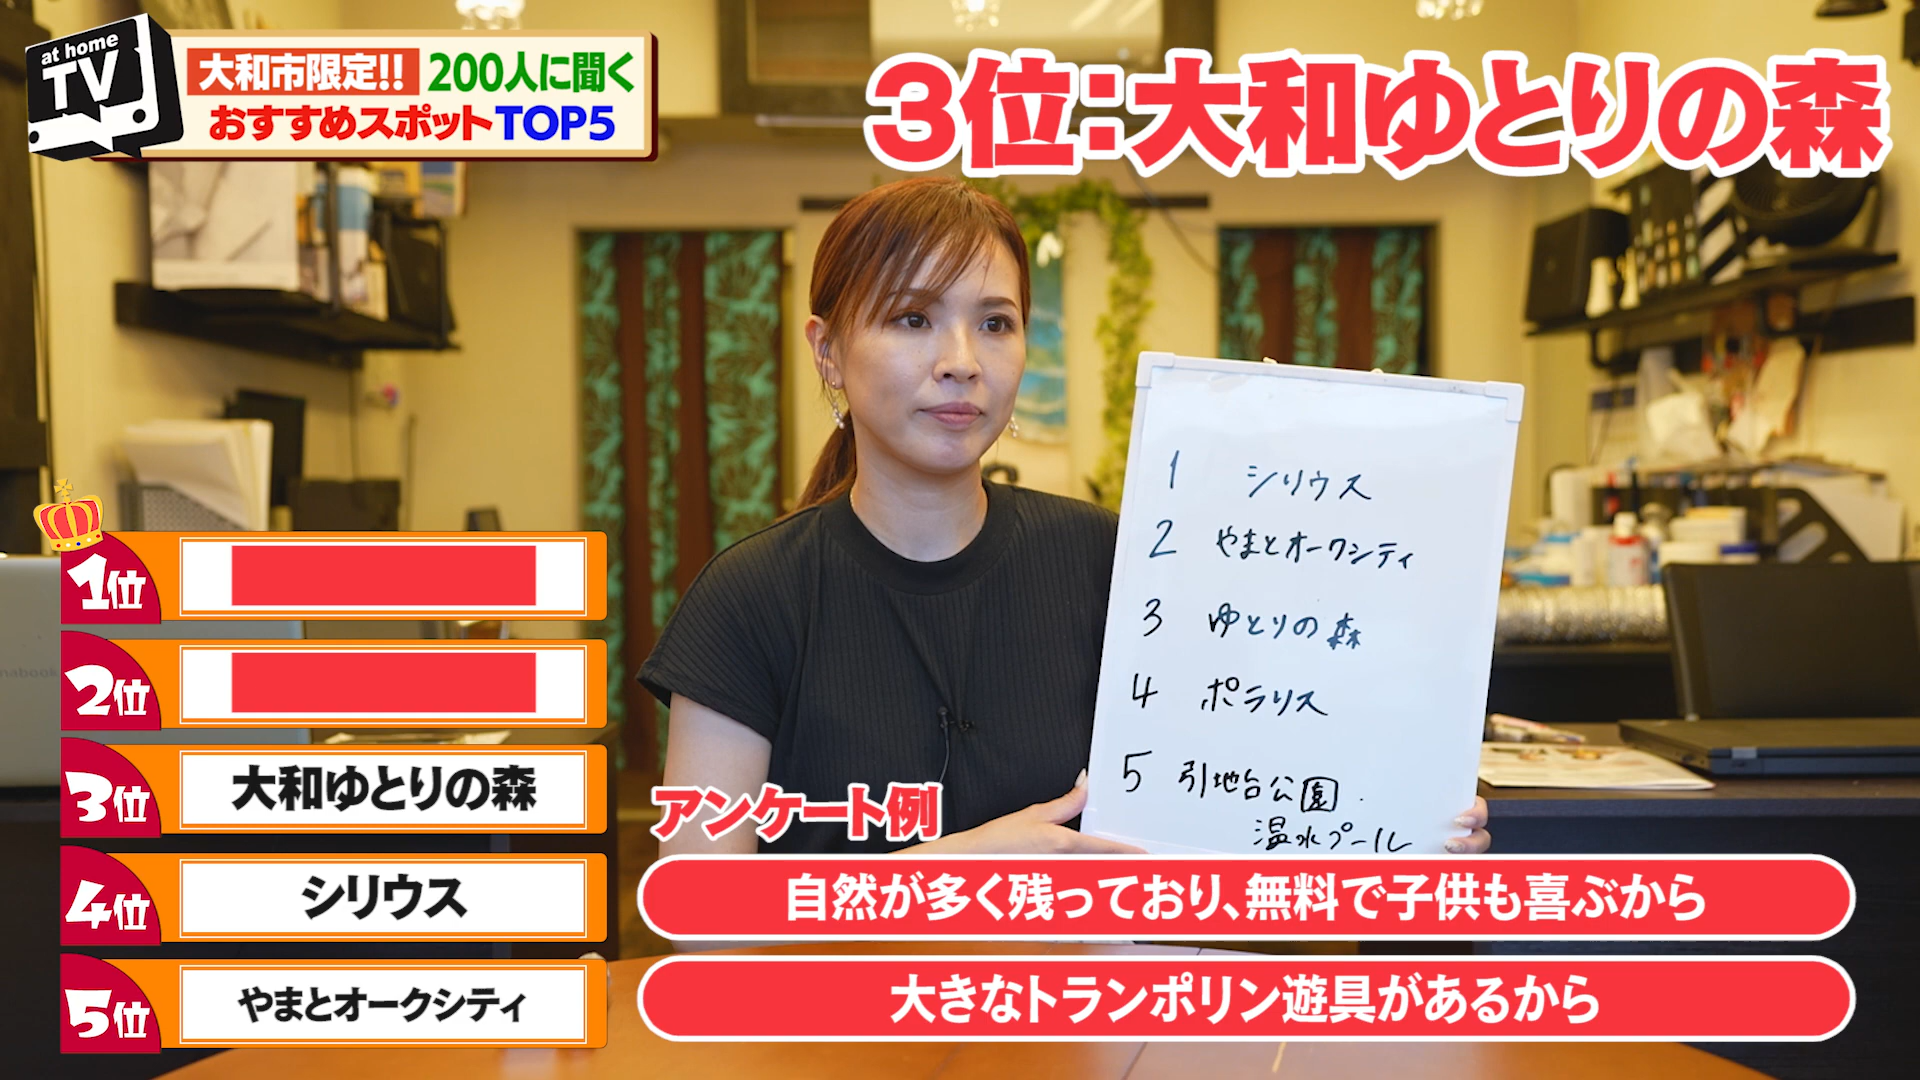 at home
TV
大和市限定!! 200人に聞く
おすすめスポットTOP5
3位:大和ゆとりの森
1 シリウス
2 やまとオークシティ
3 ゆとりの森
4 ポラリス
5 引地台公園
温水プール
1位
2位
3位 大和ゆとりの森
4位 シリウス
5位 やまとオークシティ
アンケート例
自然が多く残っており、無料で子供も喜ぶから
大きなトランポリン遊具があるから